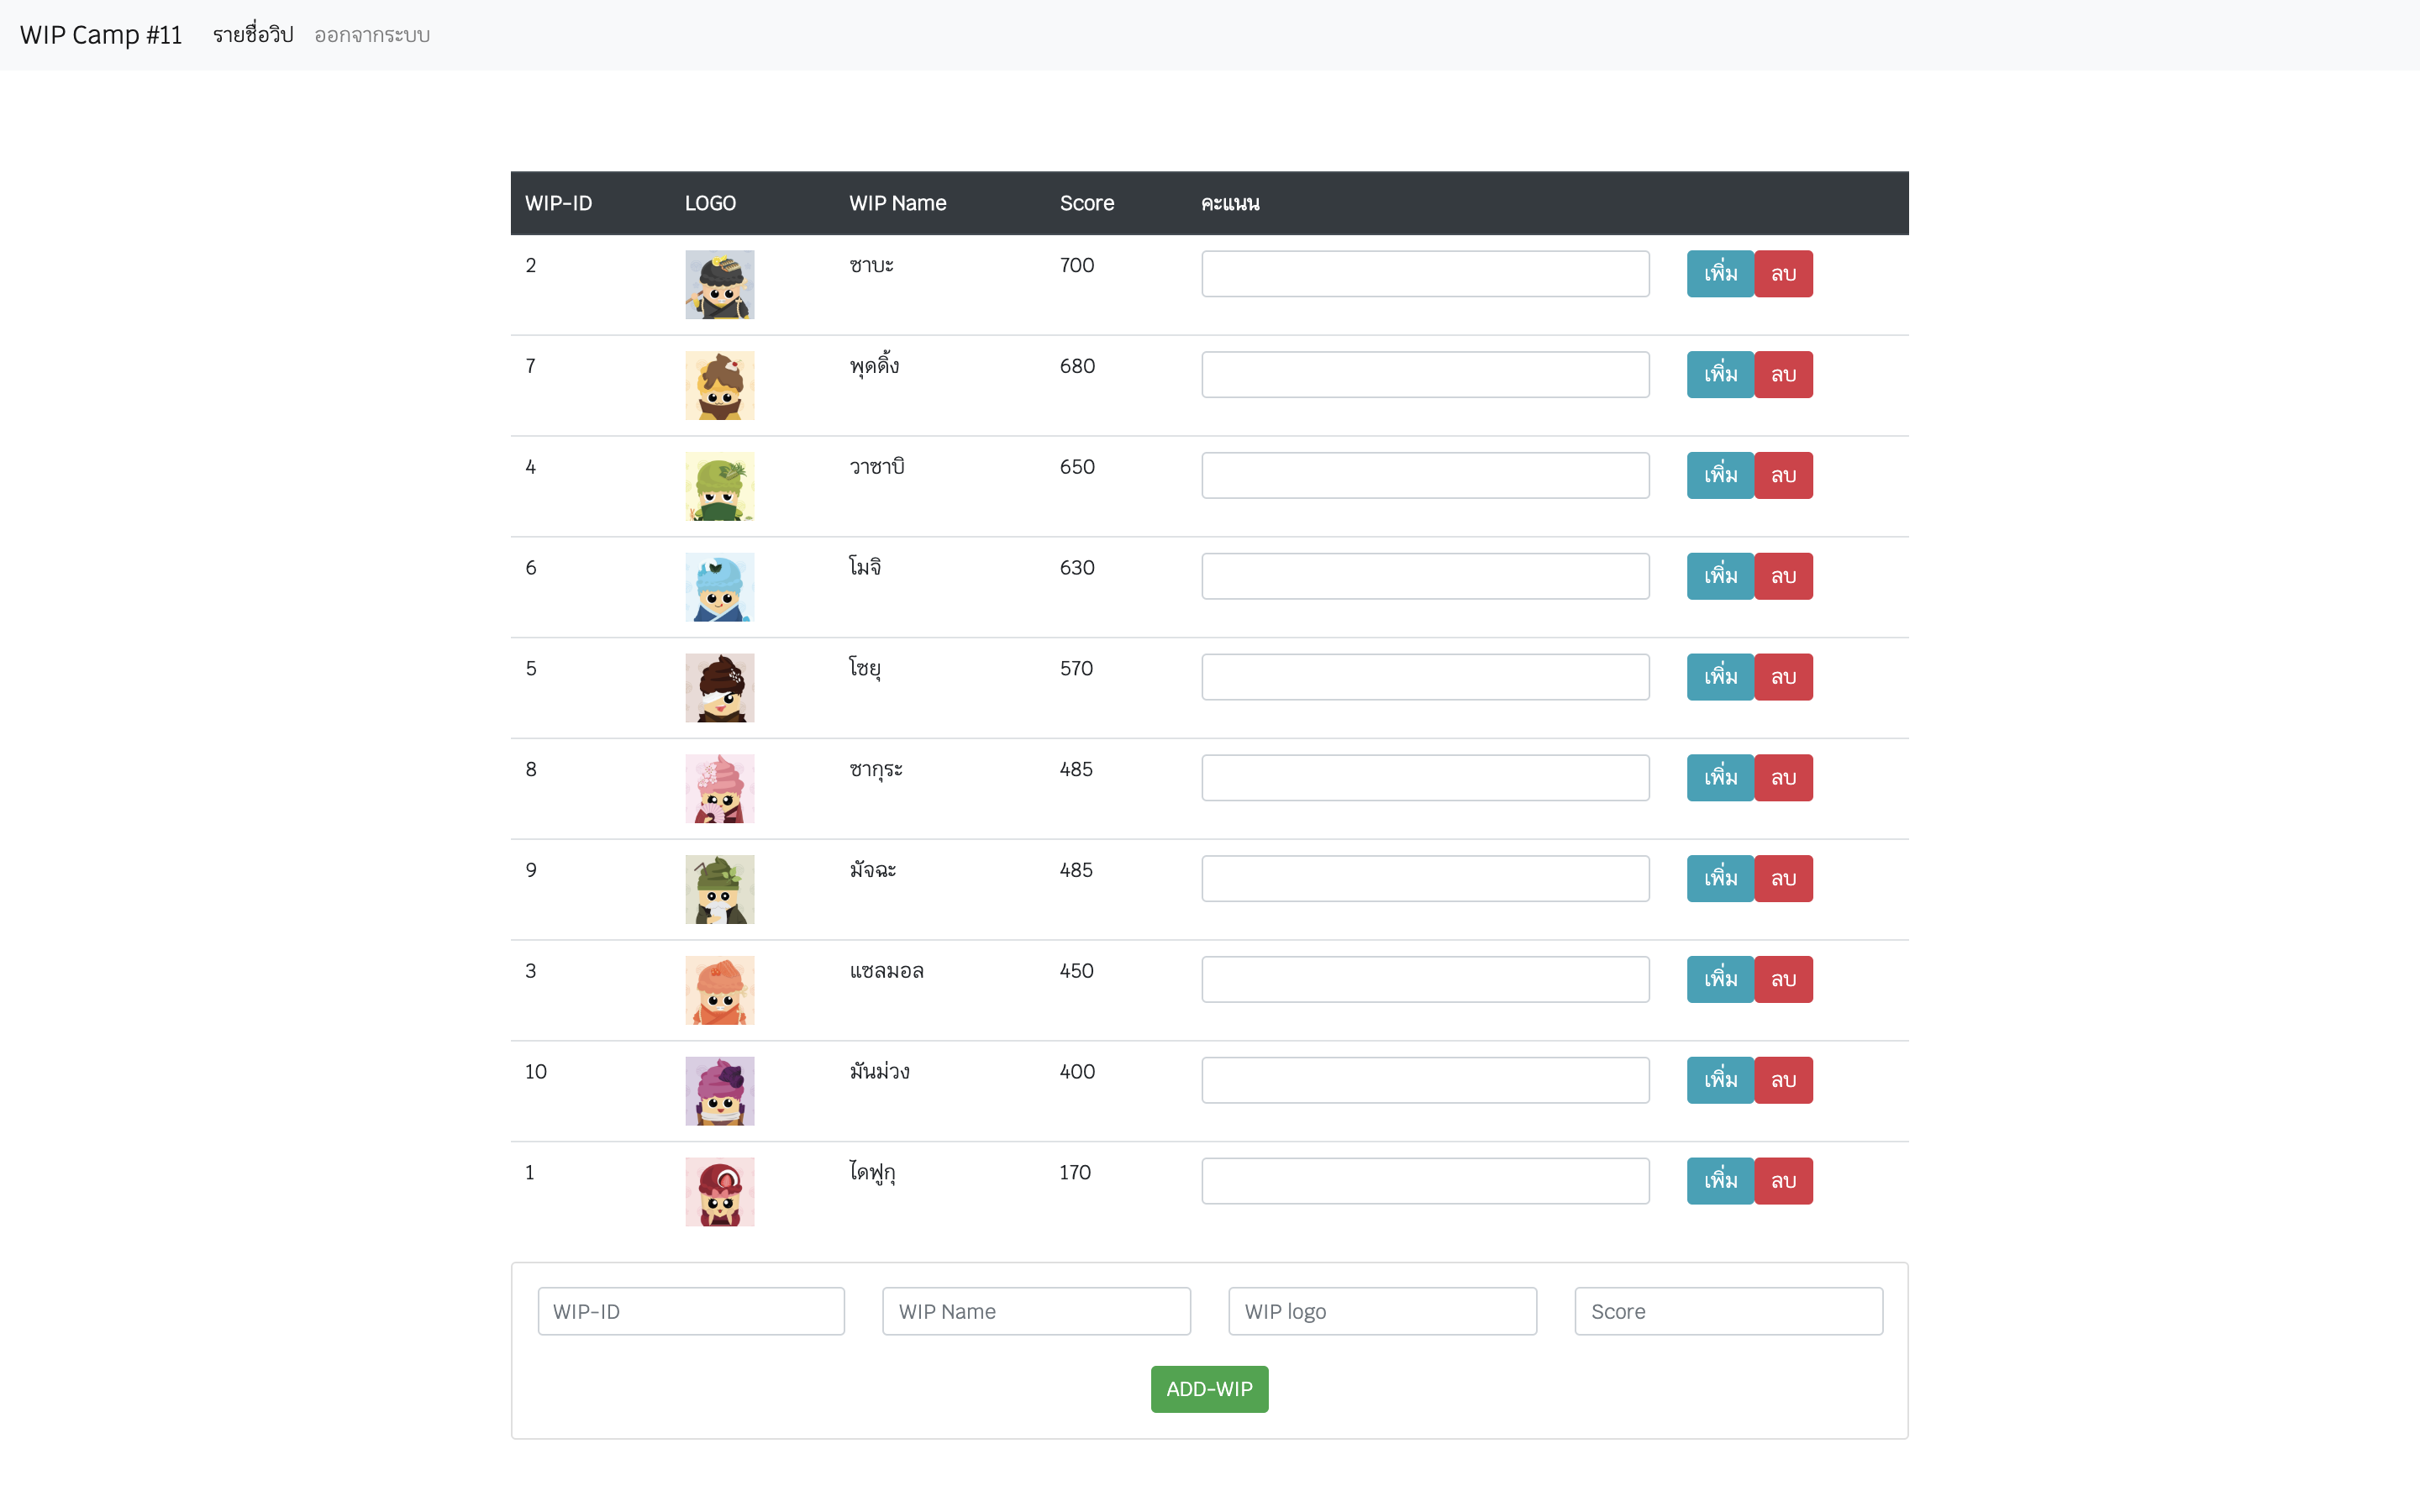 WIP Camp #11 รายชื่อวิป ออกจากระบบ
WIP-ID LOGO WIP Name Score คะแนน
2 ซาบะ 700 เพิ่ม ลบ
7 พุดดิ้ง 680 เพิ่ม ลบ
4 วาซาบิ 650 เพิ่ม ลบ
6 โมจิ 630 เพิ่ม ลบ
5 โชยุ 570 เพิ่ม ลบ
8 ซากุระ 485 เพิ่ม ลบ
9 มัจฉะ 485 เพิ่ม ลบ
3 แซลมอล 450 เพิ่ม ลบ
10 มันม่วง 400 เพิ่ม ลบ
1 ไดฟูกุ 170 เพิ่ม ลบ
WIP-ID WIP Name WIP logo Score
ADD-WIP